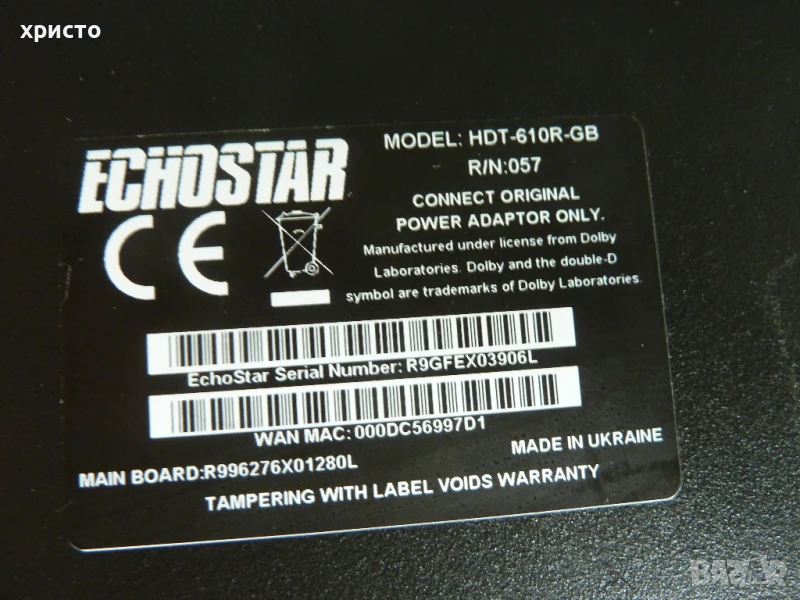 христо
ECHOSTAR
MODEL: HDT-610R-GB
R/N:057
CONNECT ORIGINAL
POWER ADAPTOR ONLY.
Manufactured under license from Dolby
Laboratories. Dolby and the double-D
symbol are trademarks of Dolby Laboratories.
CE
EchoStar Serial Number: R9GFEX03906L
WAN MAC: 000DC56997D1
MAIN BOARD:R996276X01280L
MADE IN UKRAINE
TAMPERING WITH LABEL VOIDS WARRANTY
BAZAR